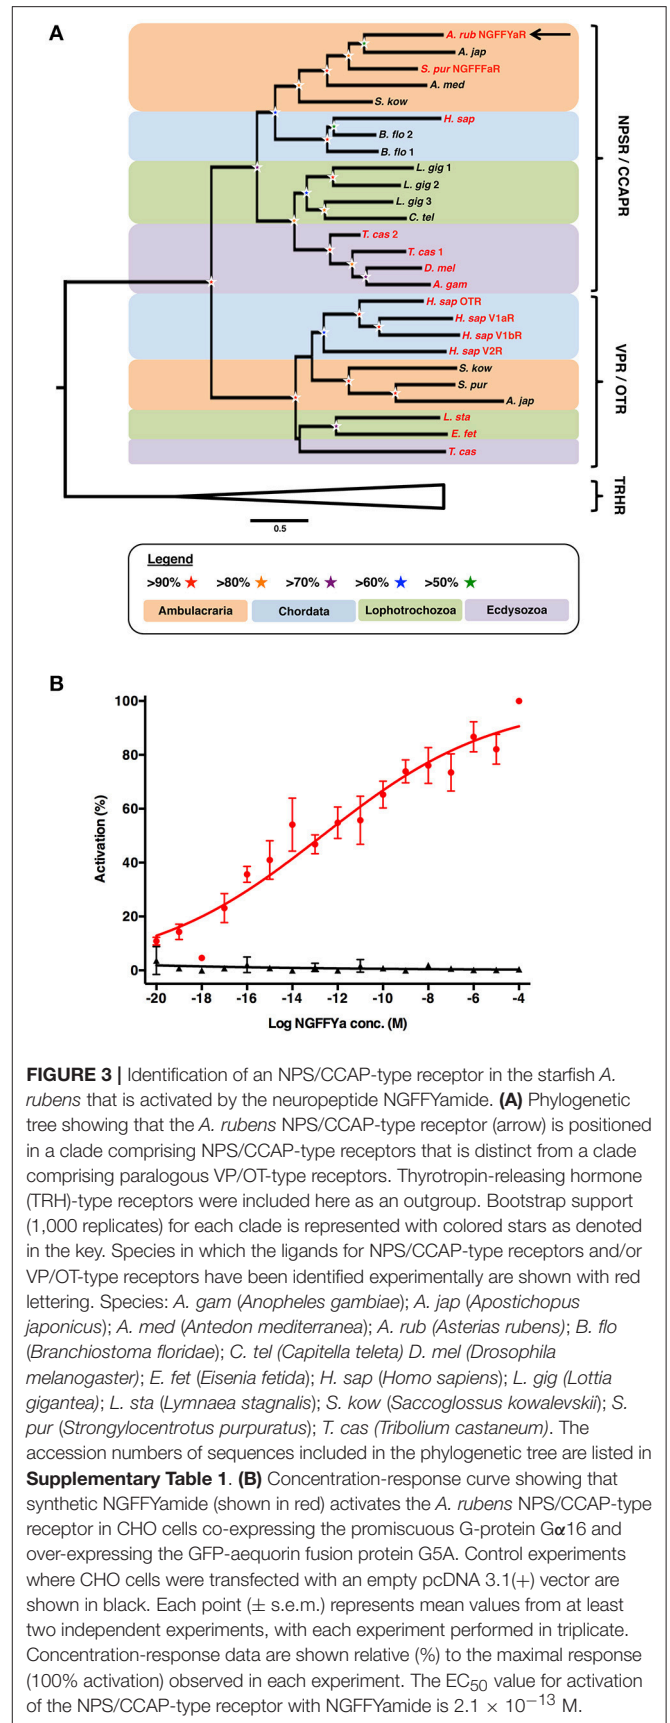 A
A. rub NGFFYaR
A. jap
S. pur NGFFFaR
A. med
S. kow
H. sap
B. flo 2
B. flo 1
L. gig 1
L. gig 2
L. gig 3
C. tel
T. cas 2
T. cas 1
D. mel
A. gam
NPSR / CCAPR
H. sap OTR
H. sap V1aR
H. sap V1bR
H. sap V2R
S. kow
S. pur
A. jap
L. sta
E. fet
T. cas
VPR / OTR
TRHR
0.5
Legend
>90% ★ >80% ★ >70% ★ >60% ★ >50% ★
Ambulacraria Chordata Lophotrochozoa Ecdysozoa
B
100
80
60
40
20
0
Activation (%)
-20 -18 -16 -14 -12 -10 -8 -6 -4
Log NGFFYa conc. (M)
FIGURE 3 | Identification of an NPS/CCAP-type receptor in the starfish A.
rubens that is activated by the neuropeptide NGFFYamide. (A) Phylogenetic
tree showing that the A. rubens NPS/CCAP-type receptor (arrow) is positioned
in a clade comprising NPS/CCAP-type receptors that is distinct from a clade
comprising paralogous VP/OT-type receptors. Thyrotropin-releasing hormone
(TRH)-type receptors were included here as an outgroup. Bootstrap support
(1,000 replicates) for each clade is represented with colored stars as denoted
in the key. Species in which the ligands for NPS/CCAP-type receptors and/or
VP/OT-type receptors have been identified experimentally are shown with red
lettering. Species: A. gam (Anopheles gambiae); A. jap (Apostichopus
japonicus); A. med (Antedon mediterranea); A. rub (Asterias rubens); B. flo
(Branchiostoma floridae); C. tel (Capitella teleta) D. mel (Drosophila
melanogaster); E. fet (Eisenia fetida); H. sap (Homo sapiens); L. gig (Lottia
gigantea); L. sta (Lymnaea stagnalis); S. kow (Saccoglossus kowalevskii); S.
pur (Strongylocentrotus purpuratus); T. cas (Tribolium castaneum). The
accession numbers of sequences included in the phylogenetic tree are listed in
Supplementary Table 1. (B) Concentration-response curve showing that
synthetic NGFFYamide (shown in red) activates the A. rubens NPS/CCAP-type
receptor in CHO cells co-expressing the promiscuous G-protein Gα16 and
over-expressing the GFP-aequorin fusion protein G5A. Control experiments
where CHO cells were transfected with an empty pcDNA 3.1(+) vector are
shown in black. Each point (± s.e.m.) represents mean values from at least
two independent experiments, with each experiment performed in triplicate.
Concentration-response data are shown relative (%) to the maximal response
(100% activation) observed in each experiment. The EC50 value for activation
of the NPS/CCAP-type receptor with NGFFYamide is 2.1 × 10⁻¹³ M.